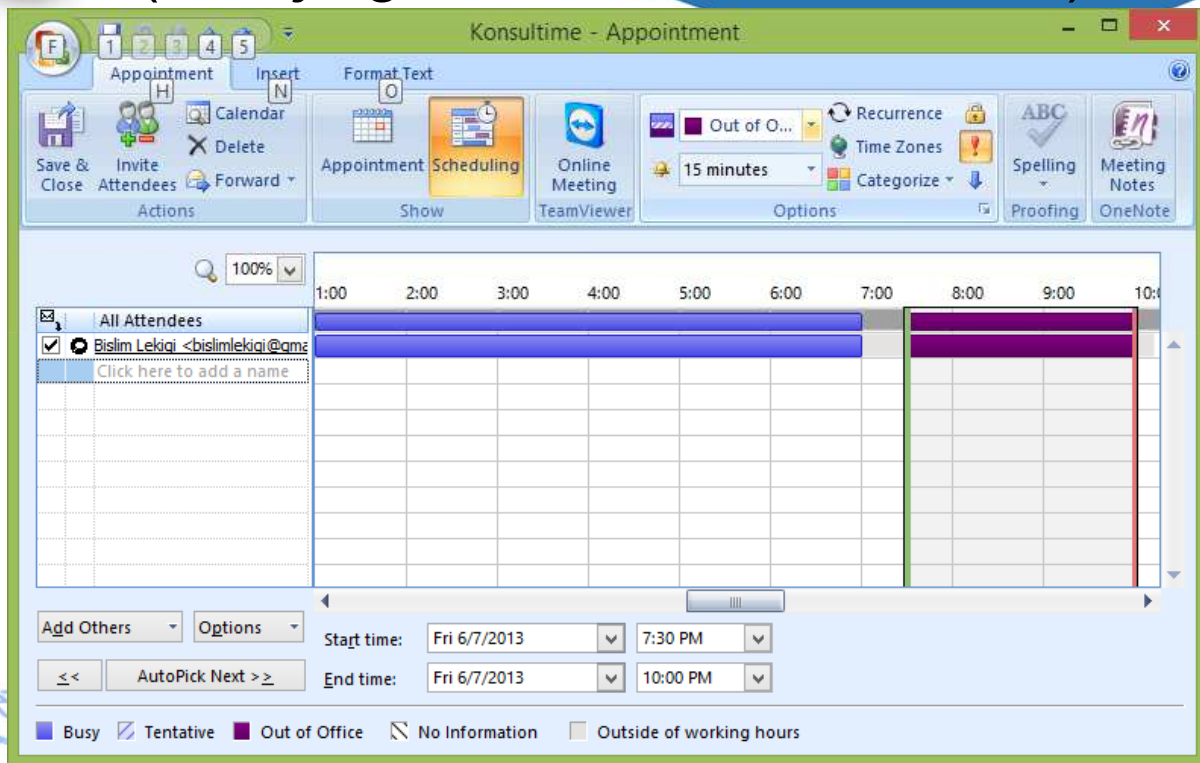 Konsultime - Appointment
F 1 2 3 4 5
Appointment Insert Format Text
H N O
Save & Close
Invite Attendees
Calendar
Delete
Forward
Actions
Appointment
Scheduling
Show
Online Meeting
TeamViewer
Out of O...
15 minutes
Recurrence
Time Zones
Categorize
Options
ABC
Spelling
Proofing
Meeting Notes
OneNote
100%
1:00 2:00 3:00 4:00 5:00 6:00 7:00 8:00 9:00
All Attendees
Bislim Lekiqi <bislimlekiqi@gma
Click here to add a name
Add Others Options
Start time: Fri 6/7/2013 7:30 PM
<< AutoPick Next >>
End time: Fri 6/7/2013 10:00 PM
Busy Tentative Out of Office No Information Outside of working hours